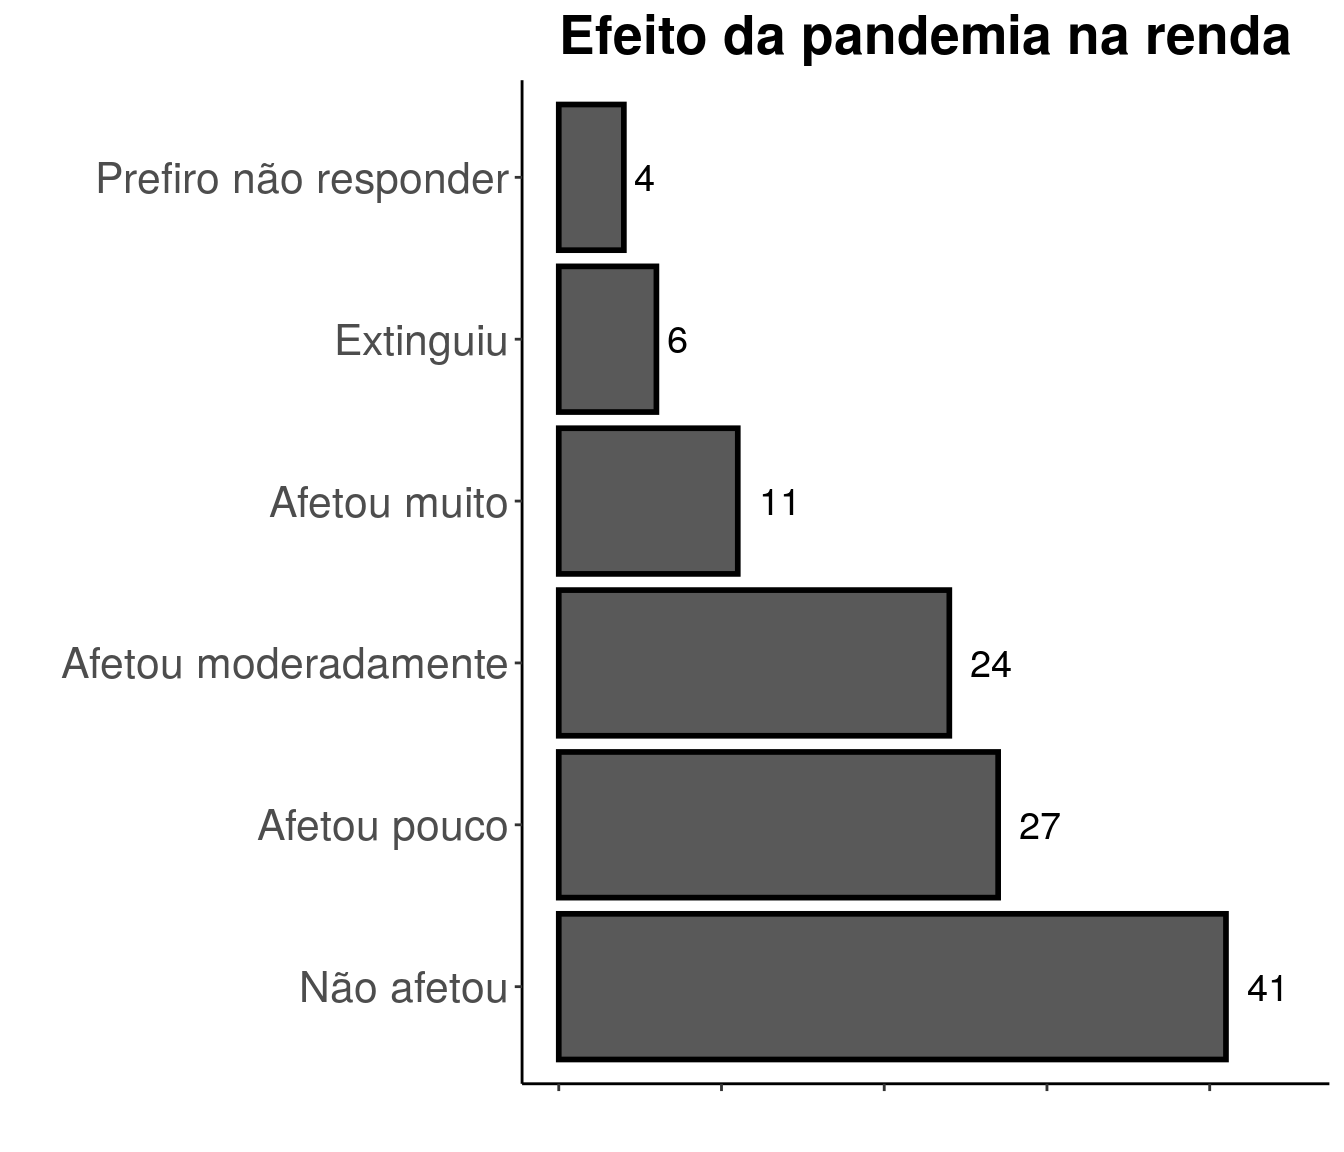 Efeito da pandemia na renda
Prefiro não responder 4
Extinguiu 6
Afetou muito 11
Afetou moderadamente 24
Afetou pouco 27
Não afetou 41